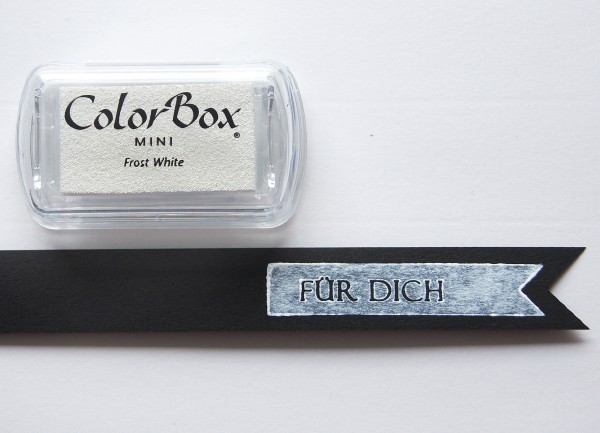 ColorBox®
MINI
Frost White
FÜR DICH